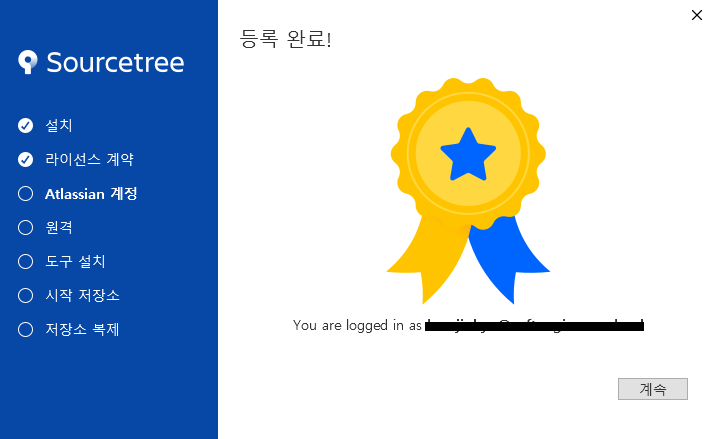 Sourcetree
설치
라이선스 계약
Atlassian 계정
원격
도구 설치
시작 저장소
저장소 복제
등록 완료!
You are logged in as
계속